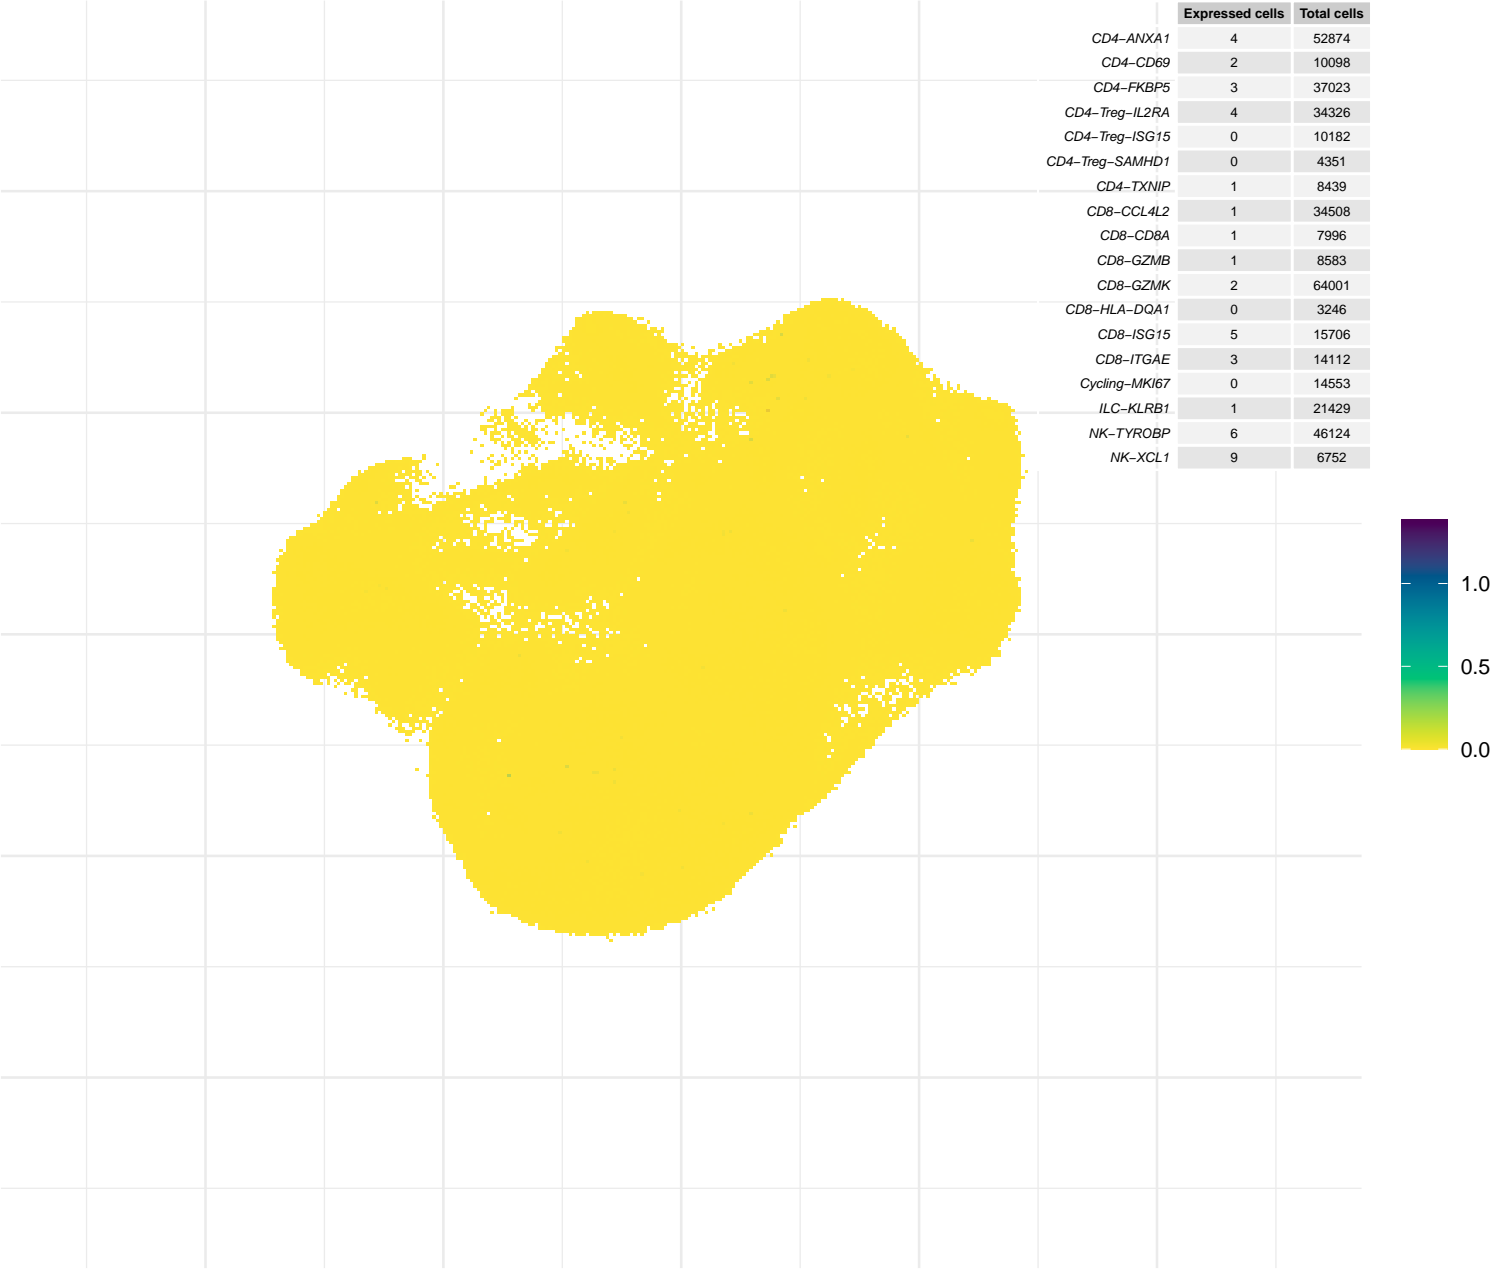 Expressed cells Total cells
CD4−ANXA1 4 52874
CD4−CD69 2 10098
CD4−FKBP5 3 37023
CD4−Treg−IL2RA 4 34326
CD4−Treg−ISG15 0 10182
CD4−Treg−SAMHD1 0 4351
CD4−TXNIP 1 8439
CD8−CCL4L2 1 34508
CD8−CD8A 1 7996
CD8−GZMB 1 8583
CD8−GZMK 2 64001
CD8−HLA−DQA1 0 3246
CD8−ISG15 5 15706
CD8−ITGAE 3 14112
Cycling−MKI67 0 14553
ILC−KLRB1 1 21429
NK−TYROBP 6 46124
NK−XCL1 9 6752
1.0
0.5
0.0